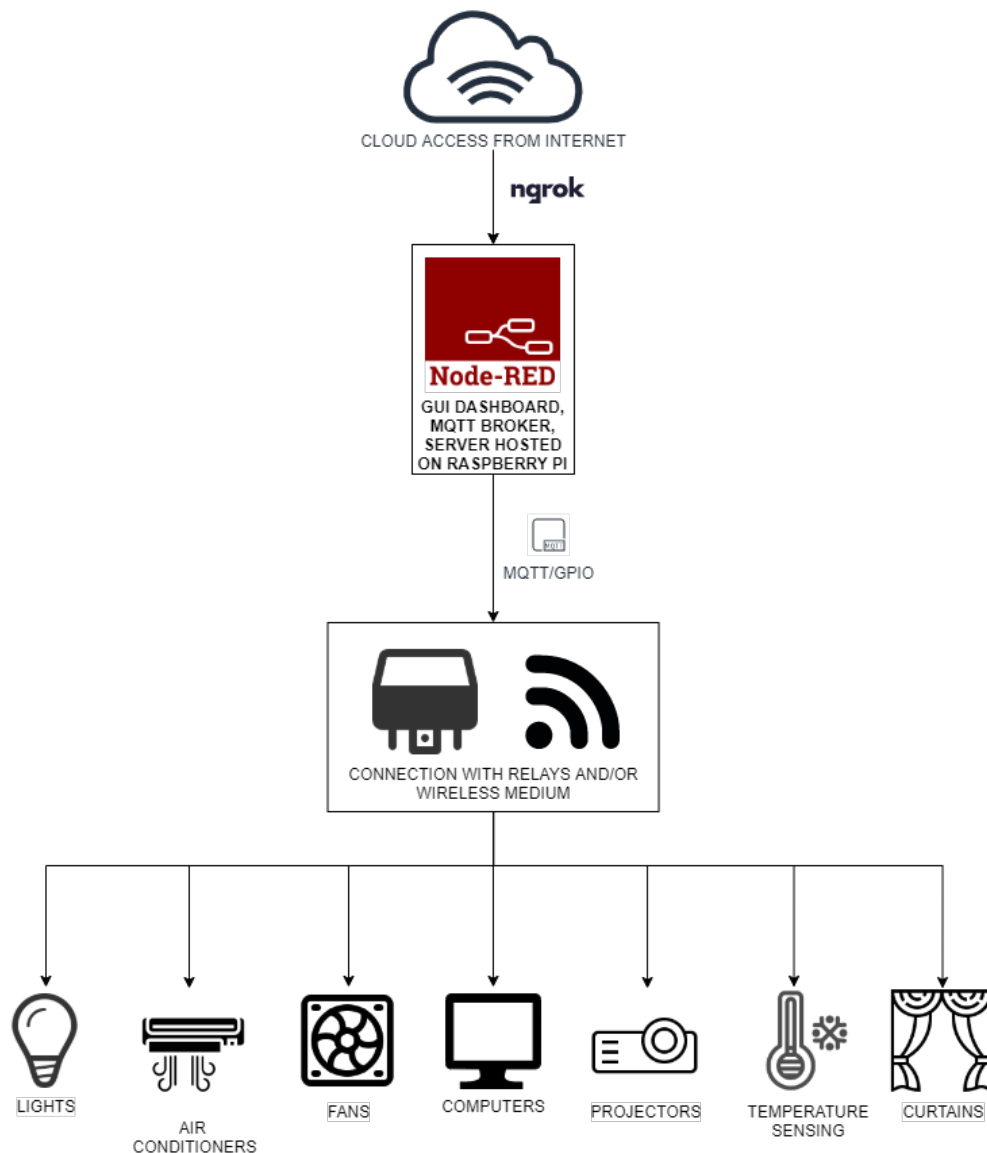 CLOUD ACCESS FROM INTERNET
ngrok
Node-RED
GUI DASHBOARD,
MQTT BROKER,
SERVER HOSTED
ON RASPBERRY PI
MQTT
MQTT/GPIO
CONNECTION WITH RELAYS AND/OR
WIRELESS MEDIUM
LIGHTS
AIR
CONDITIONERS
FANS
COMPUTERS
PROJECTORS
TEMPERATURE
SENSING
CURTAINS